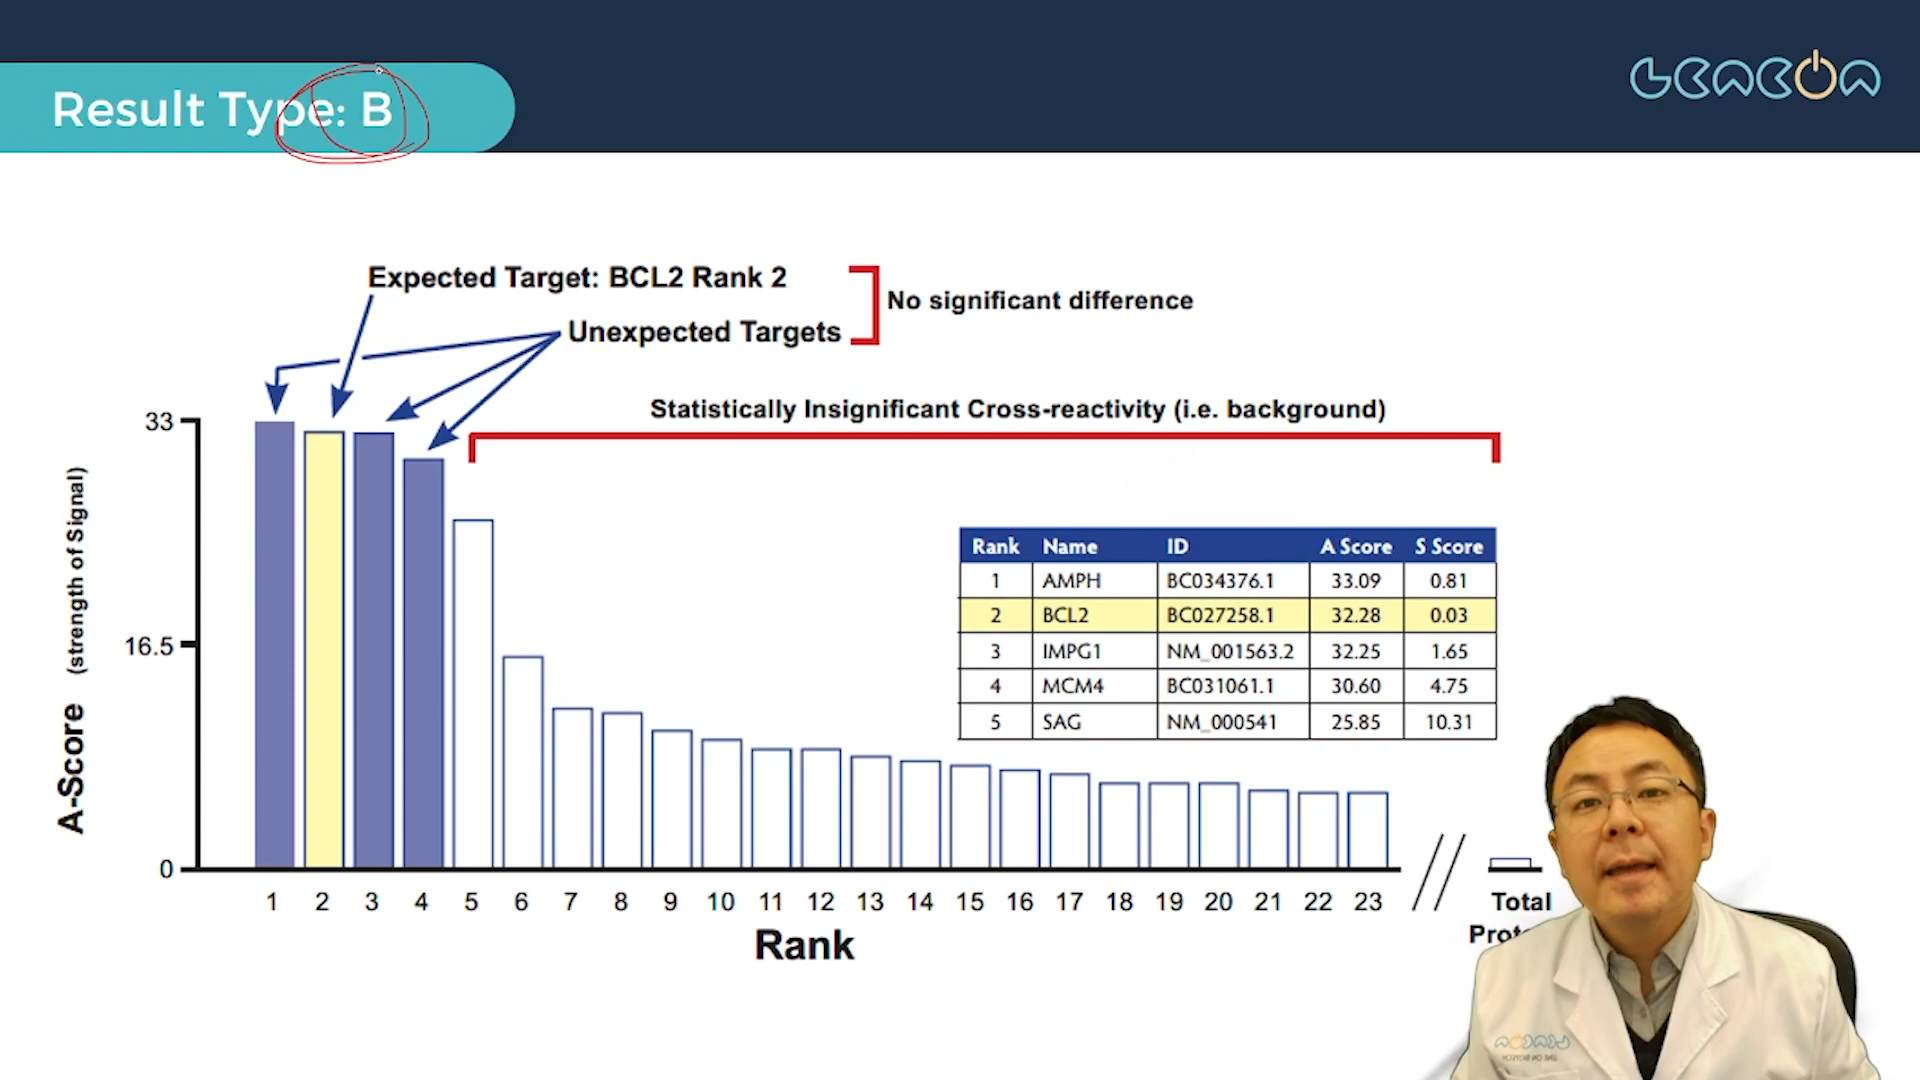 Result Type: B
LEADEON
Expected Target: BCL2 Rank 2
No significant difference
Unexpected Targets
Statistically Insignificant Cross-reactivity (i.e. background)
33
16.5
0
A-Score (strength of Signal)
Rank Name ID A Score S Score
1 AMPH BC034376.1 33.09 0.81
2 BCL2 BC027258.1 32.28 0.03
3 IMPG1 NM_001563.2 32.25 1.65
4 MCM4 BC031061.1 30.60 4.75
5 SAG NM_000541 25.85 10.31
1 2 3 4 5 6 7 8 9 10 11 12 13 14 15 16 17 18 19 20 21 22 23
Total
Rank